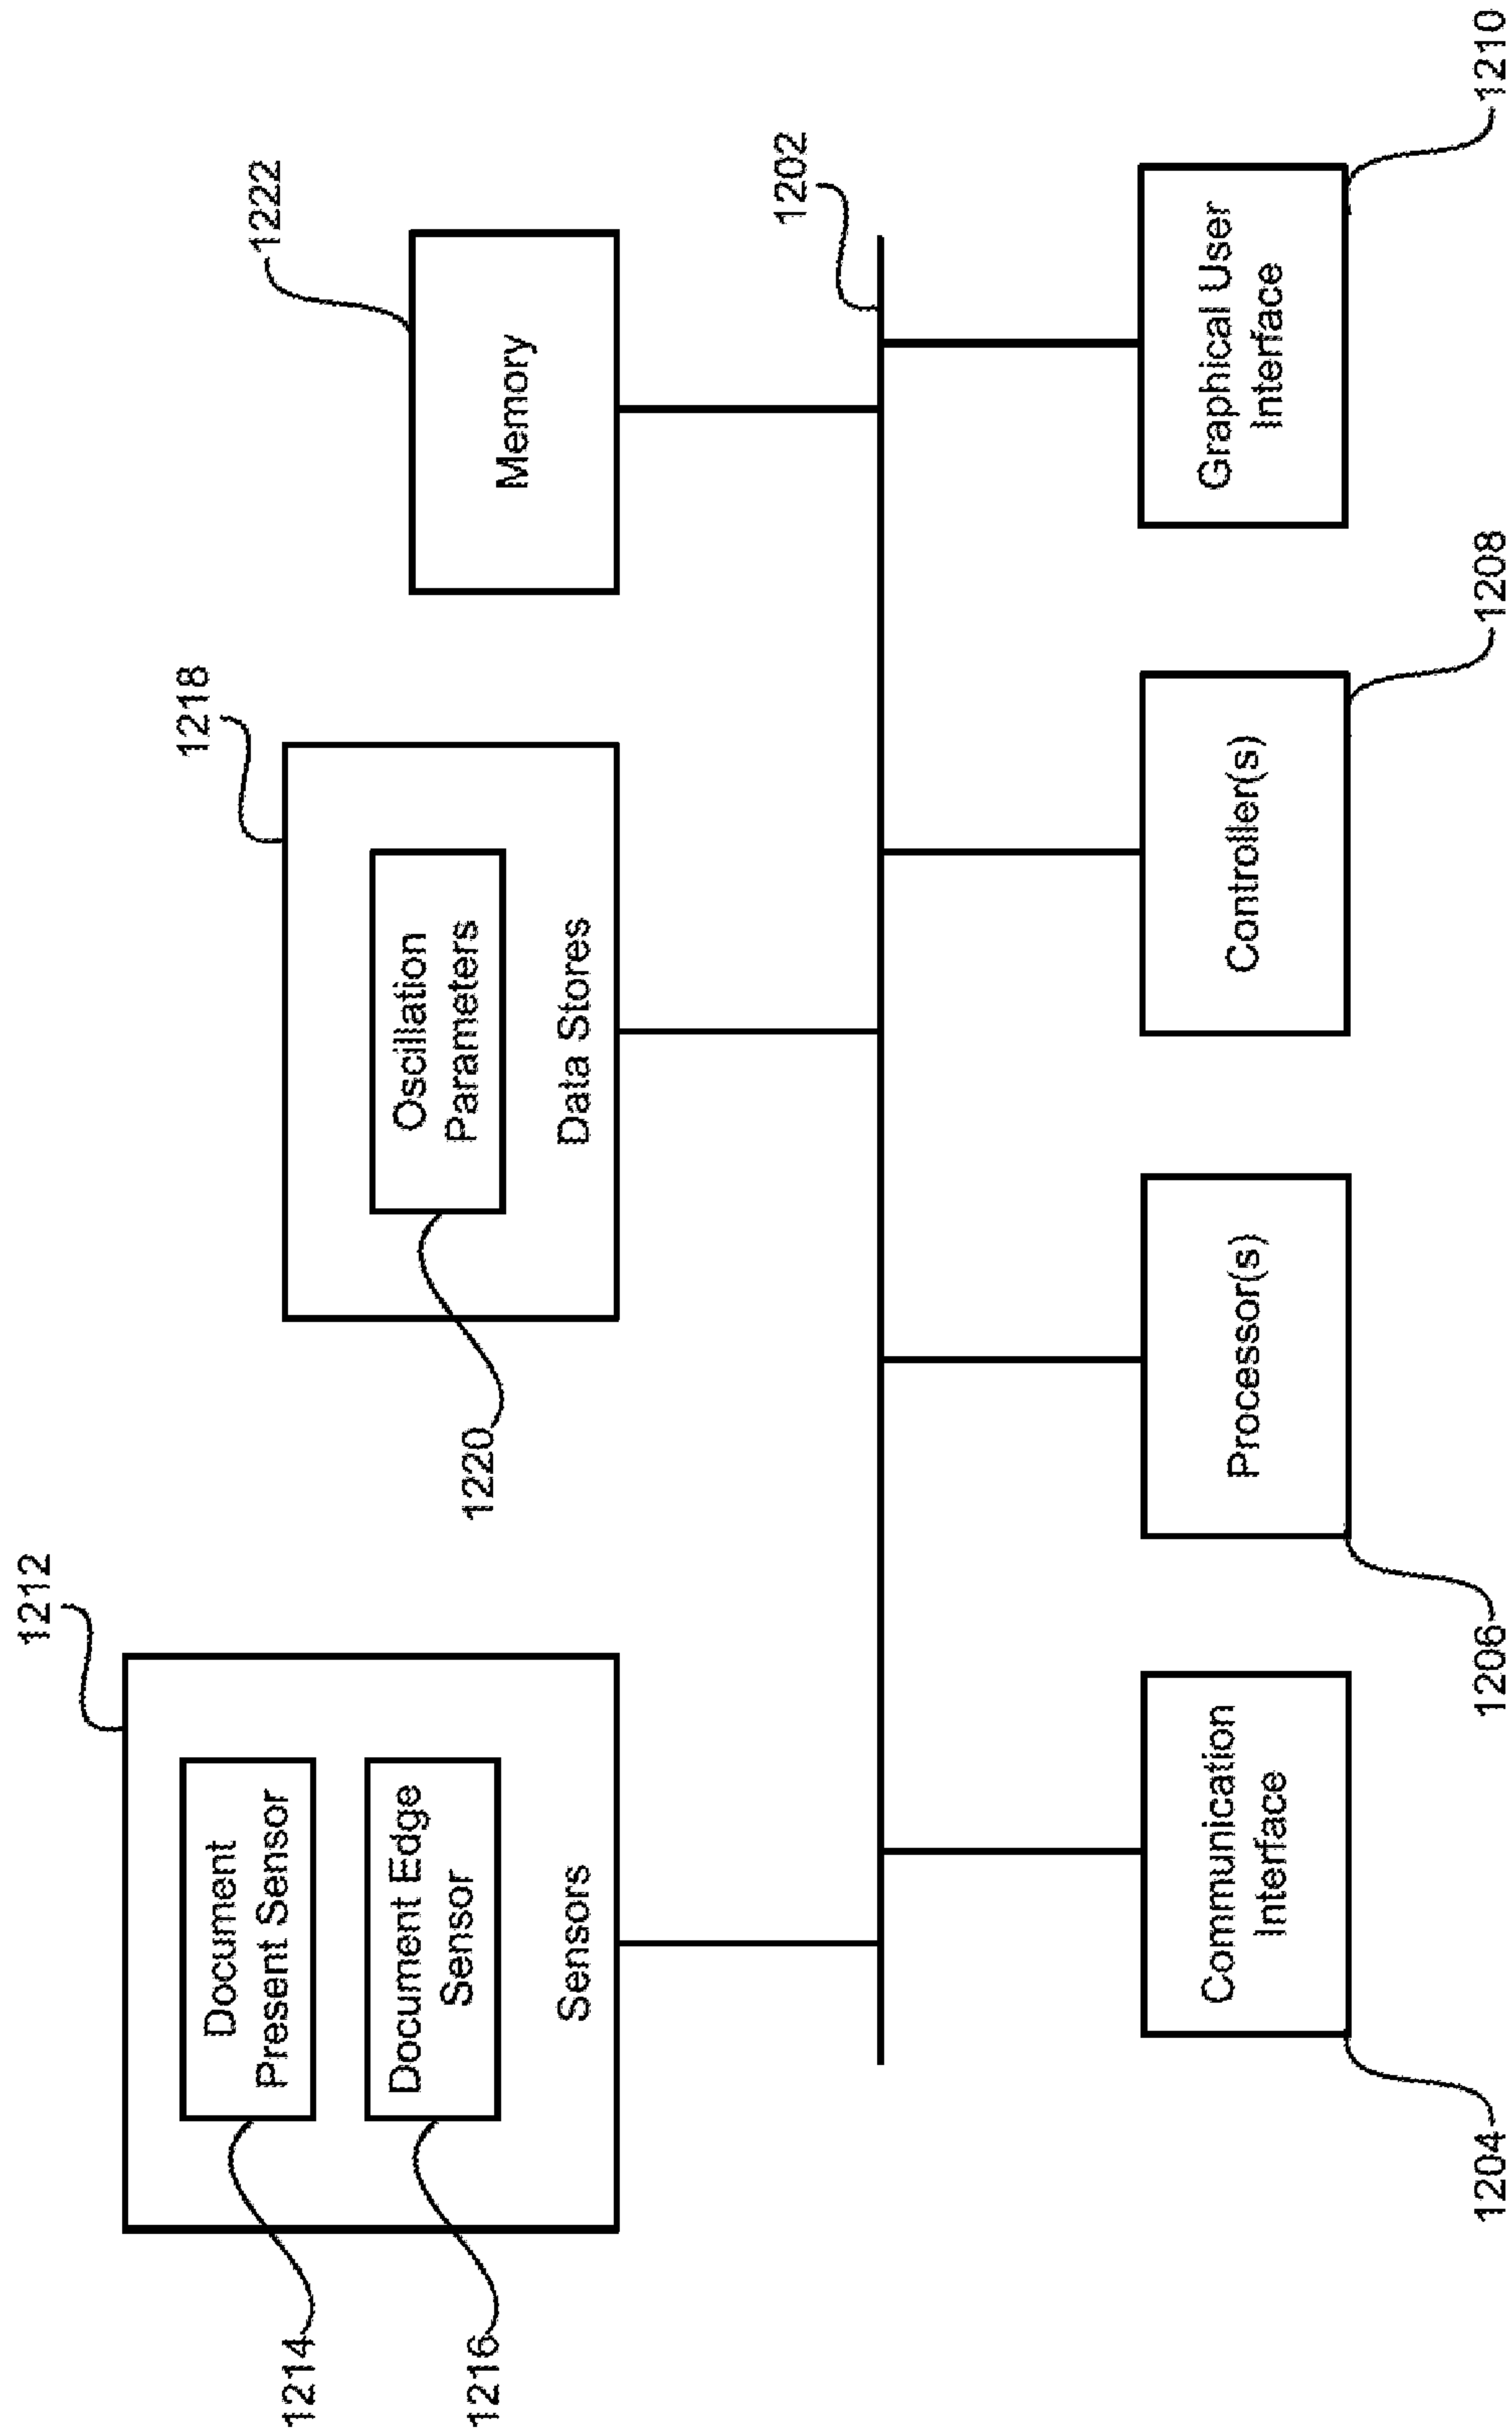 1212
Document
Present Sensor
1214
Document Edge
Sensor
1216
Sensors
1218
Oscillation
Parameters
1220
Data Stores
1222
Memory
1202
Communication
Interface
1204
Processor(s)
1206
Controller(s)
1208
Graphical User
Interface
1210